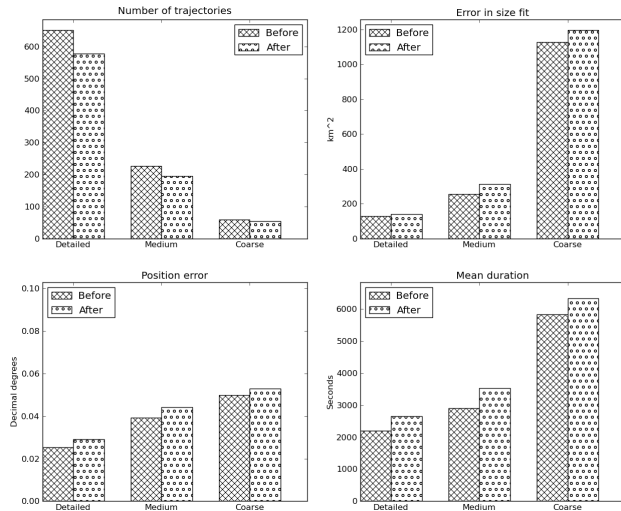 Number of trajectories
Before
After
600
500
400
300
200
100
0
Detailed Medium Coarse
Error in size fit
Before
After
km^2
1200
1000
800
600
400
200
0
Detailed Medium Coarse
Position error
Before
After
Decimal degrees
0.10
0.08
0.06
0.04
0.02
0.00
Detailed Medium Coarse
Mean duration
Before
After
Seconds
6000
5000
4000
3000
2000
1000
0
Detailed Medium Coarse